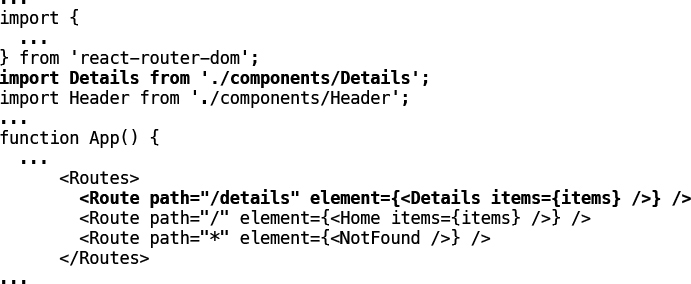 ...
import {
  ...
} from 'react-router-dom';
import Details from './components/Details';
import Header from './components/Header';
...
function App() {
  ...
      <Routes>
        <Route path="/details" element={<Details items={items} />} />
        <Route path="/" element={<Home items={items} />} />
        <Route path="*" element={<NotFound />} />
      </Routes>
...